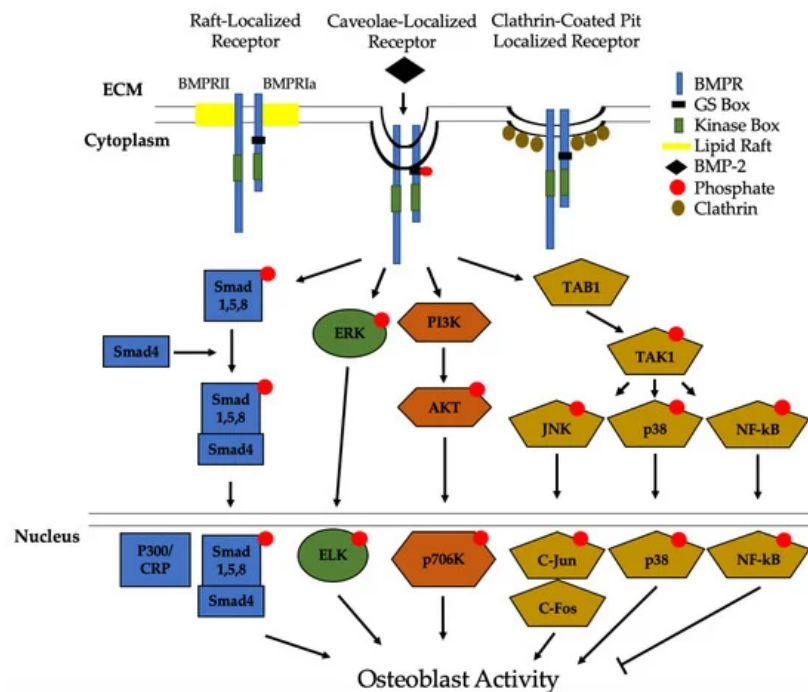 Raft-Localized
Receptor
Caveolae-Localized
Receptor
Clathrin-Coated Pit
Localized Receptor
BMPRII
BMPRIa
ECM
Cytoplasm
BMPR
GS Box
Kinase Box
Lipid Raft
BMP-2
Phosphate
Clathrin
Smad
1,5,8
ERK
PI3K
TAB1
Smad4
TAK1
Smad
1,5,8
Smad4
AKT
JNK
p38
NF-kB
Nucleus
P300/
CRP
Smad
1,5,8
Smad4
ELK
p706K
C-Jun
C-Fos
p38
NF-kB
Osteoblast Activity